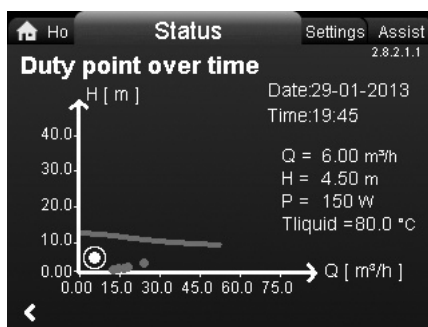 Ho Status Settings Assist
2.8.2.1.1
Duty point over time
H [ m ]
Date:29-01-2013
Time:19:45
40.0
30.0
20.0
10.0
0.00
Q = 6.00 m³/h
H = 4.50 m
P = 150 W
Tliquid =80.0 °C
Q [ m³/h ]
0.00 15.0 30.0 45.0 60.0 75.0